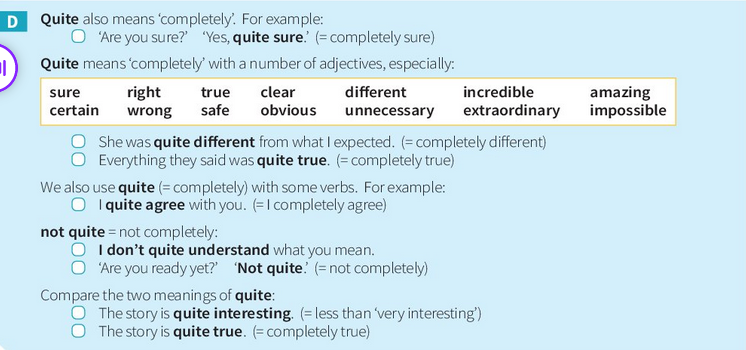 D
Quite also means ‘completely’. For example:
‘Are you sure?’ ‘Yes, quite sure.’ (= completely sure)
Quite means ‘completely’ with a number of adjectives, especially:
sure right true clear different incredible amazing
certain wrong safe obvious unnecessary extraordinary impossible
She was quite different from what I expected. (= completely different)
Everything they said was quite true. (= completely true)
We also use quite (= completely) with some verbs. For example:
I quite agree with you. (= I completely agree)
not quite = not completely:
I don’t quite understand what you mean.
‘Are you ready yet?’ ‘Not quite.’ (= not completely)
Compare the two meanings of quite:
The story is quite interesting. (= less than ‘very interesting’)
The story is quite true. (= completely true)